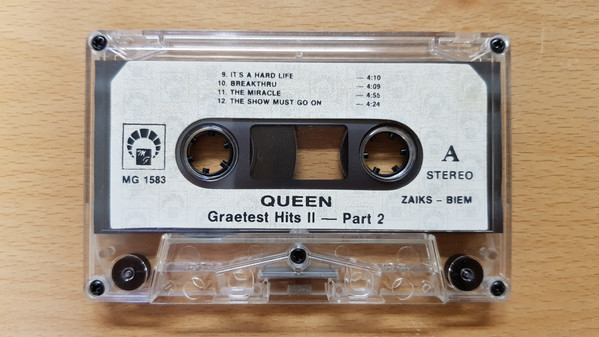 9. IT'S A HARD LIFE — 4:10
10. BREAKTHRU — 4:09
11. THE MIRACLE — 4:55
12. THE SHOW MUST GO ON — 4:24
MG
MG 1583
A
STEREO
ZAIKS – BIEM
QUEEN
Graetest Hits II — Part 2